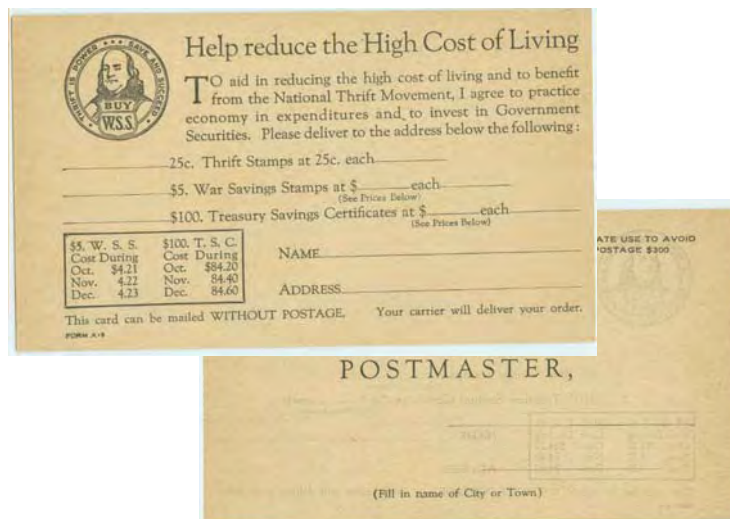 THRIFT IS POWER ★★★ SAVE AND SUCCEED
BUY
W.S.S.
Help reduce the High Cost of Living
TO aid in reducing the high cost of living and to benefit
from the National Thrift Movement, I agree to practice
economy in expenditures and to invest in Government
Securities. Please deliver to the address below the following:
25c. Thrift Stamps at 25c. each
$5. War Savings Stamps at $ each
(See Prices Below)
$100. Treasury Savings Certificates at $ each
(See Prices Below)
$5. W. S. S. $100. T. S. C.
Cost During Cost During
Oct. $4.21 Oct. $84.20
Nov. 4.22 Nov. 84.40
Dec. 4.23 Dec. 84.60
NAME
ADDRESS
This card can be mailed WITHOUT POSTAGE. Your carrier will deliver your order.
FORM A-9
ATE USE TO AVOID
POSTAGE $300
POSTMASTER,
(Fill in name of City or Town)